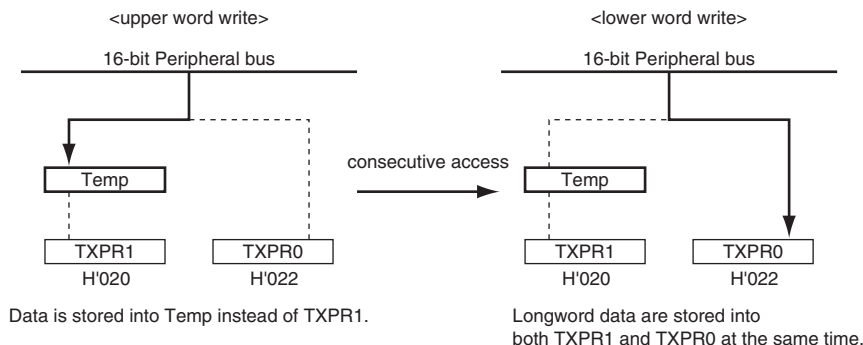 <upper word write>
16-bit Peripheral bus
Temp
TXPR1
H'020
TXPR0
H'022
Data is stored into Temp instead of TXPR1.
consecutive access
<lower word write>
16-bit Peripheral bus
Temp
TXPR1
H'020
TXPR0
H'022
Longword data are stored into
both TXPR1 and TXPR0 at the same time.